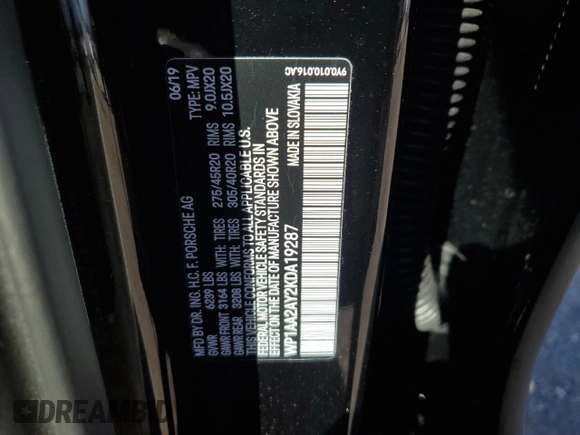 MFD BY DR. ING. H.C. F. PORSCHE AG 06/19
GVWR 6239 LBS TYPE: MPV
GAWR FRONT 3164 LBS WITH: TIRES 275/45R20 RIMS 9.0JX20
GAWR REAR 3208 LBS WITH: TIRES 305/40R20 RIMS 10.5JX20
THIS VEHICLE CONFORMS TO ALL APPLICABLE U.S.
FEDERAL MOTOR VEHICLE SAFETY STANDARDS IN
EFFECT ON THE DATE OF MANUFACTURE SHOWN ABOVE
WP1AA2AY2KDA19287 MADE IN SLOVAKIA
9Y0.010.016.AC
DREAMBID